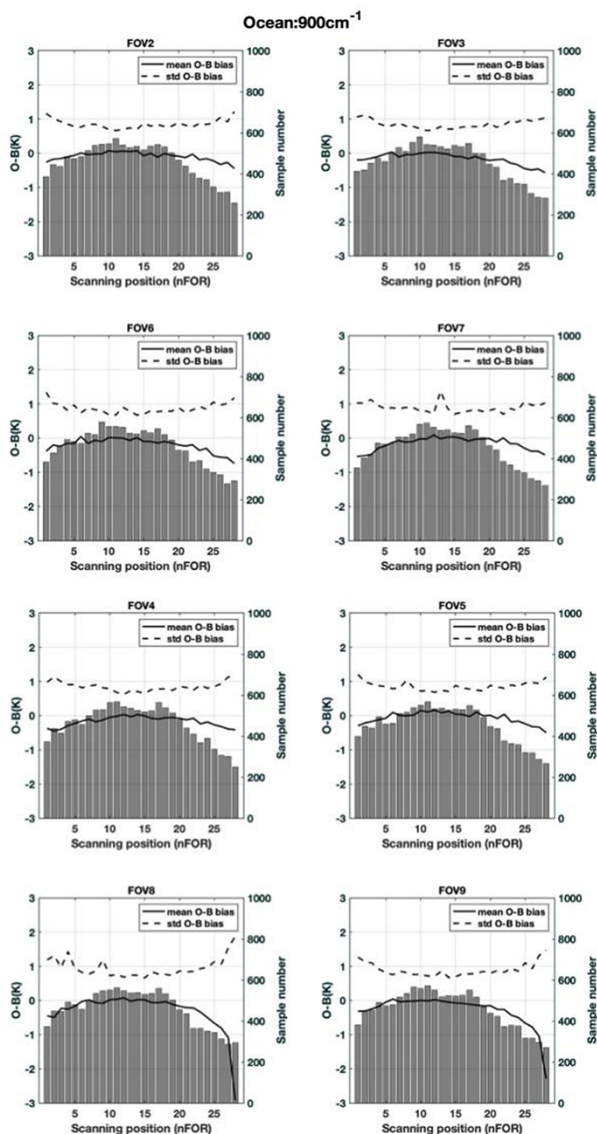 Ocean:900cm-1
FOV2
FOV3
mean O-B bias
std O-B bias
mean O-B bias
std O-B bias
O-B(K)
Sample number
O-B(K)
Sample number
3
2
1
0
-1
-2
-3
1000
800
600
400
200
0
3
2
1
0
-1
-2
-3
1000
800
600
400
200
0
5 10 15 20 25
5 10 15 20 25
Scanning position (nFOR)
Scanning position (nFOR)
FOV6
FOV7
mean O-B bias
std O-B bias
mean O-B bias
std O-B bias
O-B(K)
Sample number
O-B(K)
Sample number
3
2
1
0
-1
-2
-3
1000
800
600
400
200
0
3
2
1
0
-1
-2
-3
1000
800
600
400
200
0
5 10 15 20 25
5 10 15 20 25
Scanning position (nFOR)
Scanning position (nFOR)
FOV4
FOV5
mean O-B bias
std O-B bias
mean O-B bias
std O-B bias
O-B(K)
Sample number
O-B(K)
Sample number
3
2
1
0
-1
-2
-3
1000
800
600
400
200
0
3
2
1
0
-1
-2
-3
1000
800
600
400
200
0
5 10 15 20 25
5 10 15 20 25
Scanning position (nFOR)
Scanning position (nFOR)
FOV8
FOV9
mean O-B bias
std O-B bias
mean O-B bias
std O-B bias
O-B(K)
Sample number
O-B(K)
Sample number
3
2
1
0
-1
-2
-3
1000
800
600
400
200
0
3
2
1
0
-1
-2
-3
1000
800
600
400
200
0
5 10 15 20 25
5 10 15 20 25
Scanning position (nFOR)
Scanning position (nFOR)